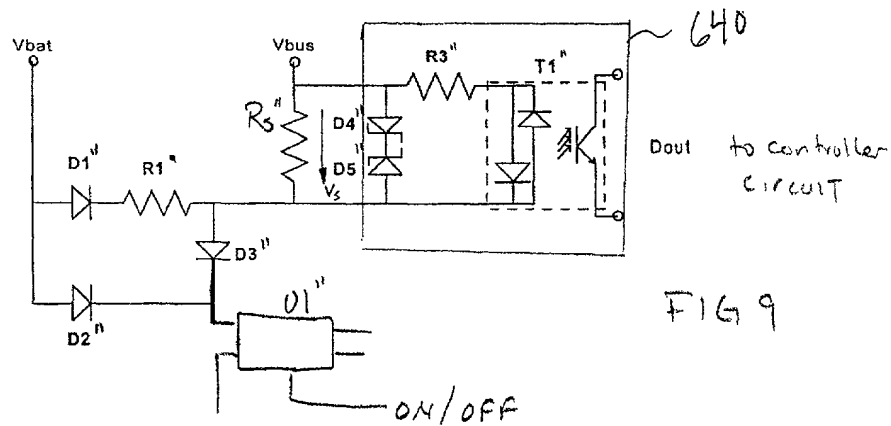 640
Vbat
Vbus
R3"
T1"
Rs"
D4"
D5"
Vs
Dout to controller
CIRCUIT
D1"
R1"
D3"
D2"
U1"
FIG 9
ON/OFF